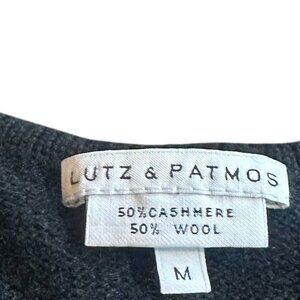 LUTZ & PATMOS
50% CASHMERE
50% WOOL
M